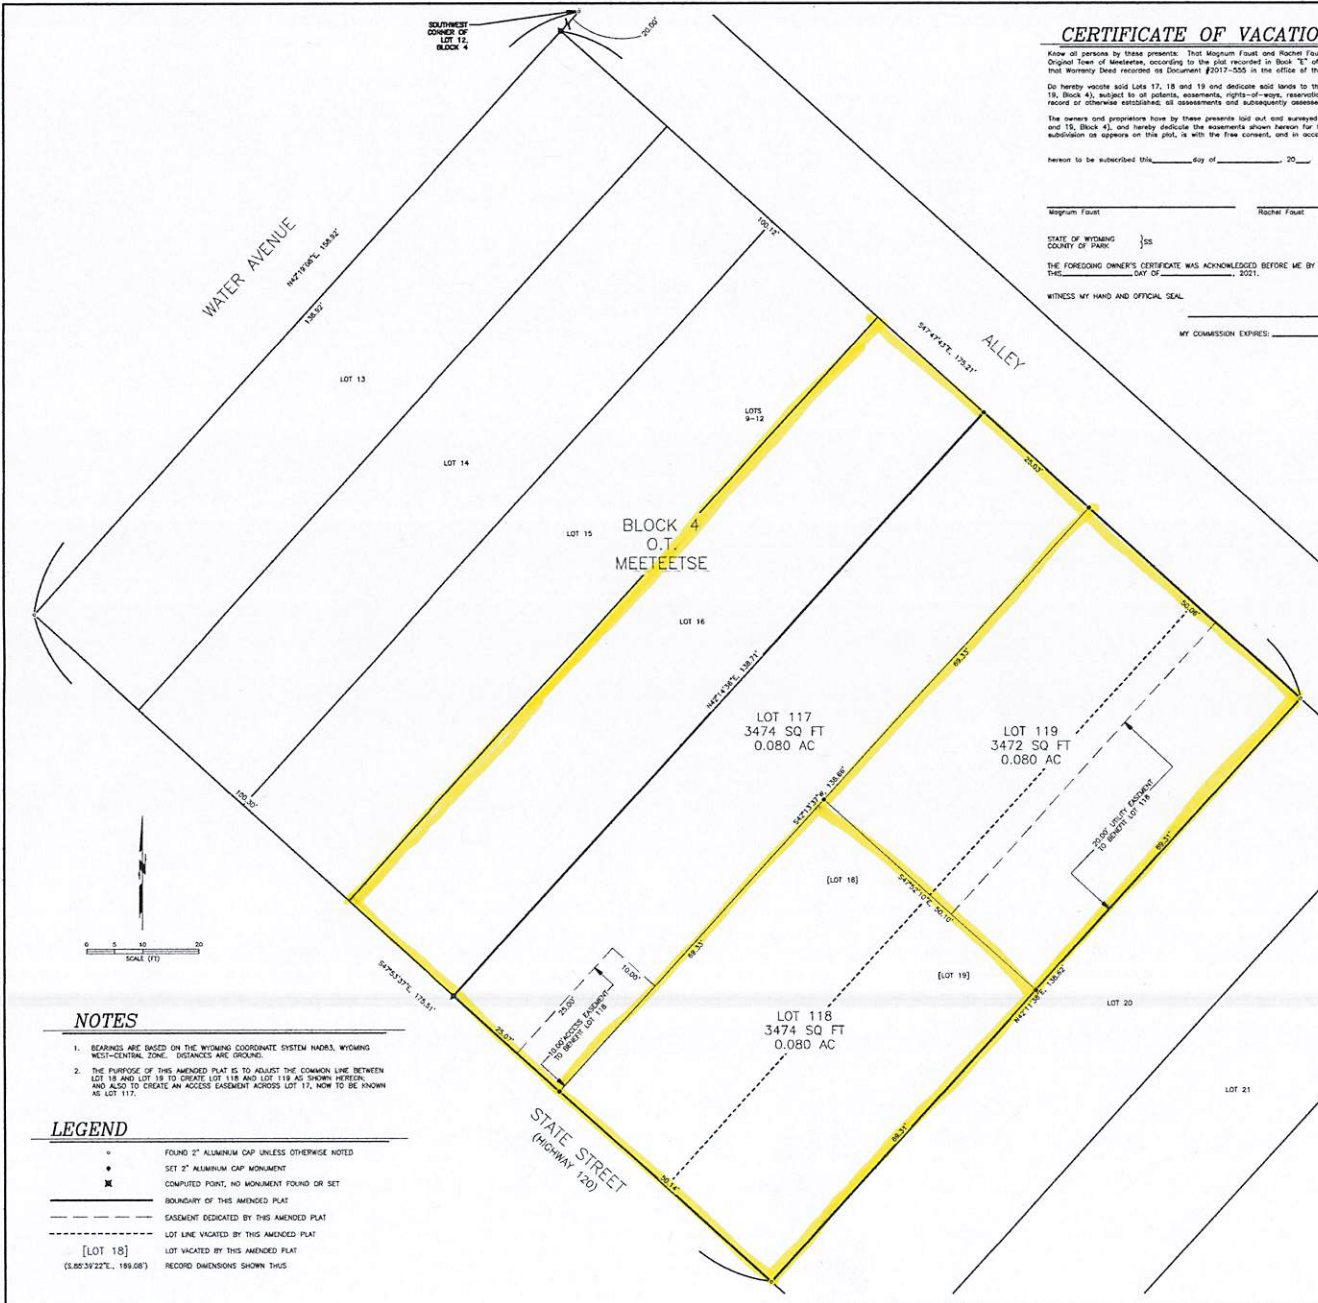 SOUTHWEST
CORNER OF
LOT 12,
BLOCK 4
20.00'
CERTIFICATE OF VACATIO
Know all persons by these presents: That Magnum Faust and Rachel Fau
Original Town of Meeteetse, according to the plat recorded in Book "E" of
that Warranty Deed recorded as Document #2017-555 in the office of th
Do hereby vacate said Lots 17, 18 and 19 and dedicate said lands to th
19, Block 4), subject to all patents, easements, rights-of-ways, reservatio
record or otherwise established; all assessments and subsequently assesse
The owners and proprietors have by these presents laid out and surveyed
and 19, Block 4), and hereby dedicate the easements shown hereon for t
subdivision as appears on this plat, is with the free consent, and in acco
hereon to be subscribed this day of , 20 ,
Magnum Faust Rachel Faust
STATE OF WYOMING }SS
COUNTY OF PARK
THE FOREGOING OWNER'S CERTIFICATE WAS ACKNOWLEDGED BEFORE ME BY
THIS DAY OF , 2021.
WITNESS MY HAND AND OFFICIAL SEAL
MY COMMISSION EXPIRES:
WATER AVENUE
N42°19'08"E, 158.92'
138.92'
100.12'
ALLEY
S47°47'43"E, 175.21'
LOT 13
LOTS
9-12
LOT 14
25.03'
BLOCK 4
O.T.
MEETEETSE
LOT 15
LOT 16
50.06'
N42°14'36"E, 138.71'
69.33'
LOT 117
3474 SQ FT
0.080 AC
LOT 119
3472 SQ FT
0.080 AC
100.30'
S42°13'37"W, 138.66'
20.00' UTILITY EASEMENT
TO BENEFIT LOT 118
69.31'
[LOT 18]
S47°52'10"E, 50.10'
N
0 5 10 20
SCALE (FT)
69.33'
[LOT 19]
N42°11'38"E, 138.62'
LOT 20
S47°53'37"E, 175.51'
10.00'
25.00'
10.00' ACCESS EASEMENT
TO BENEFIT LOT 118
25.07'
LOT 118
3474 SQ FT
0.080 AC
LOT 21
69.31'
STATE STREET
(HIGHWAY 120)
50.14'
NOTES
1. BEARINGS ARE BASED ON THE WYOMING COORDINATE SYSTEM NAD83, WYOMING
WEST-CENTRAL ZONE. DISTANCES ARE GROUND.
2. THE PURPOSE OF THIS AMENDED PLAT IS TO ADJUST THE COMMON LINE BETWEEN
LOT 18 AND LOT 19 TO CREATE LOT 118 AND LOT 119 AS SHOWN HEREON;
AND ALSO TO CREATE AN ACCESS EASEMENT ACROSS LOT 17, NOW TO BE KNOWN
AS LOT 117.
LEGEND
FOUND 2" ALUMINUM CAP UNLESS OTHERWISE NOTED
SET 2" ALUMINUM CAP MONUMENT
COMPUTED POINT, NO MONUMENT FOUND OR SET
BOUNDARY OF THIS AMENDED PLAT
EASEMENT DEDICATED BY THIS AMENDED PLAT
LOT LINE VACATED BY THIS AMENDED PLAT
[LOT 18] LOT VACATED BY THIS AMENDED PLAT
(S.88°39'22"E., 169.08') RECORD DIMENSIONS SHOWN THUS